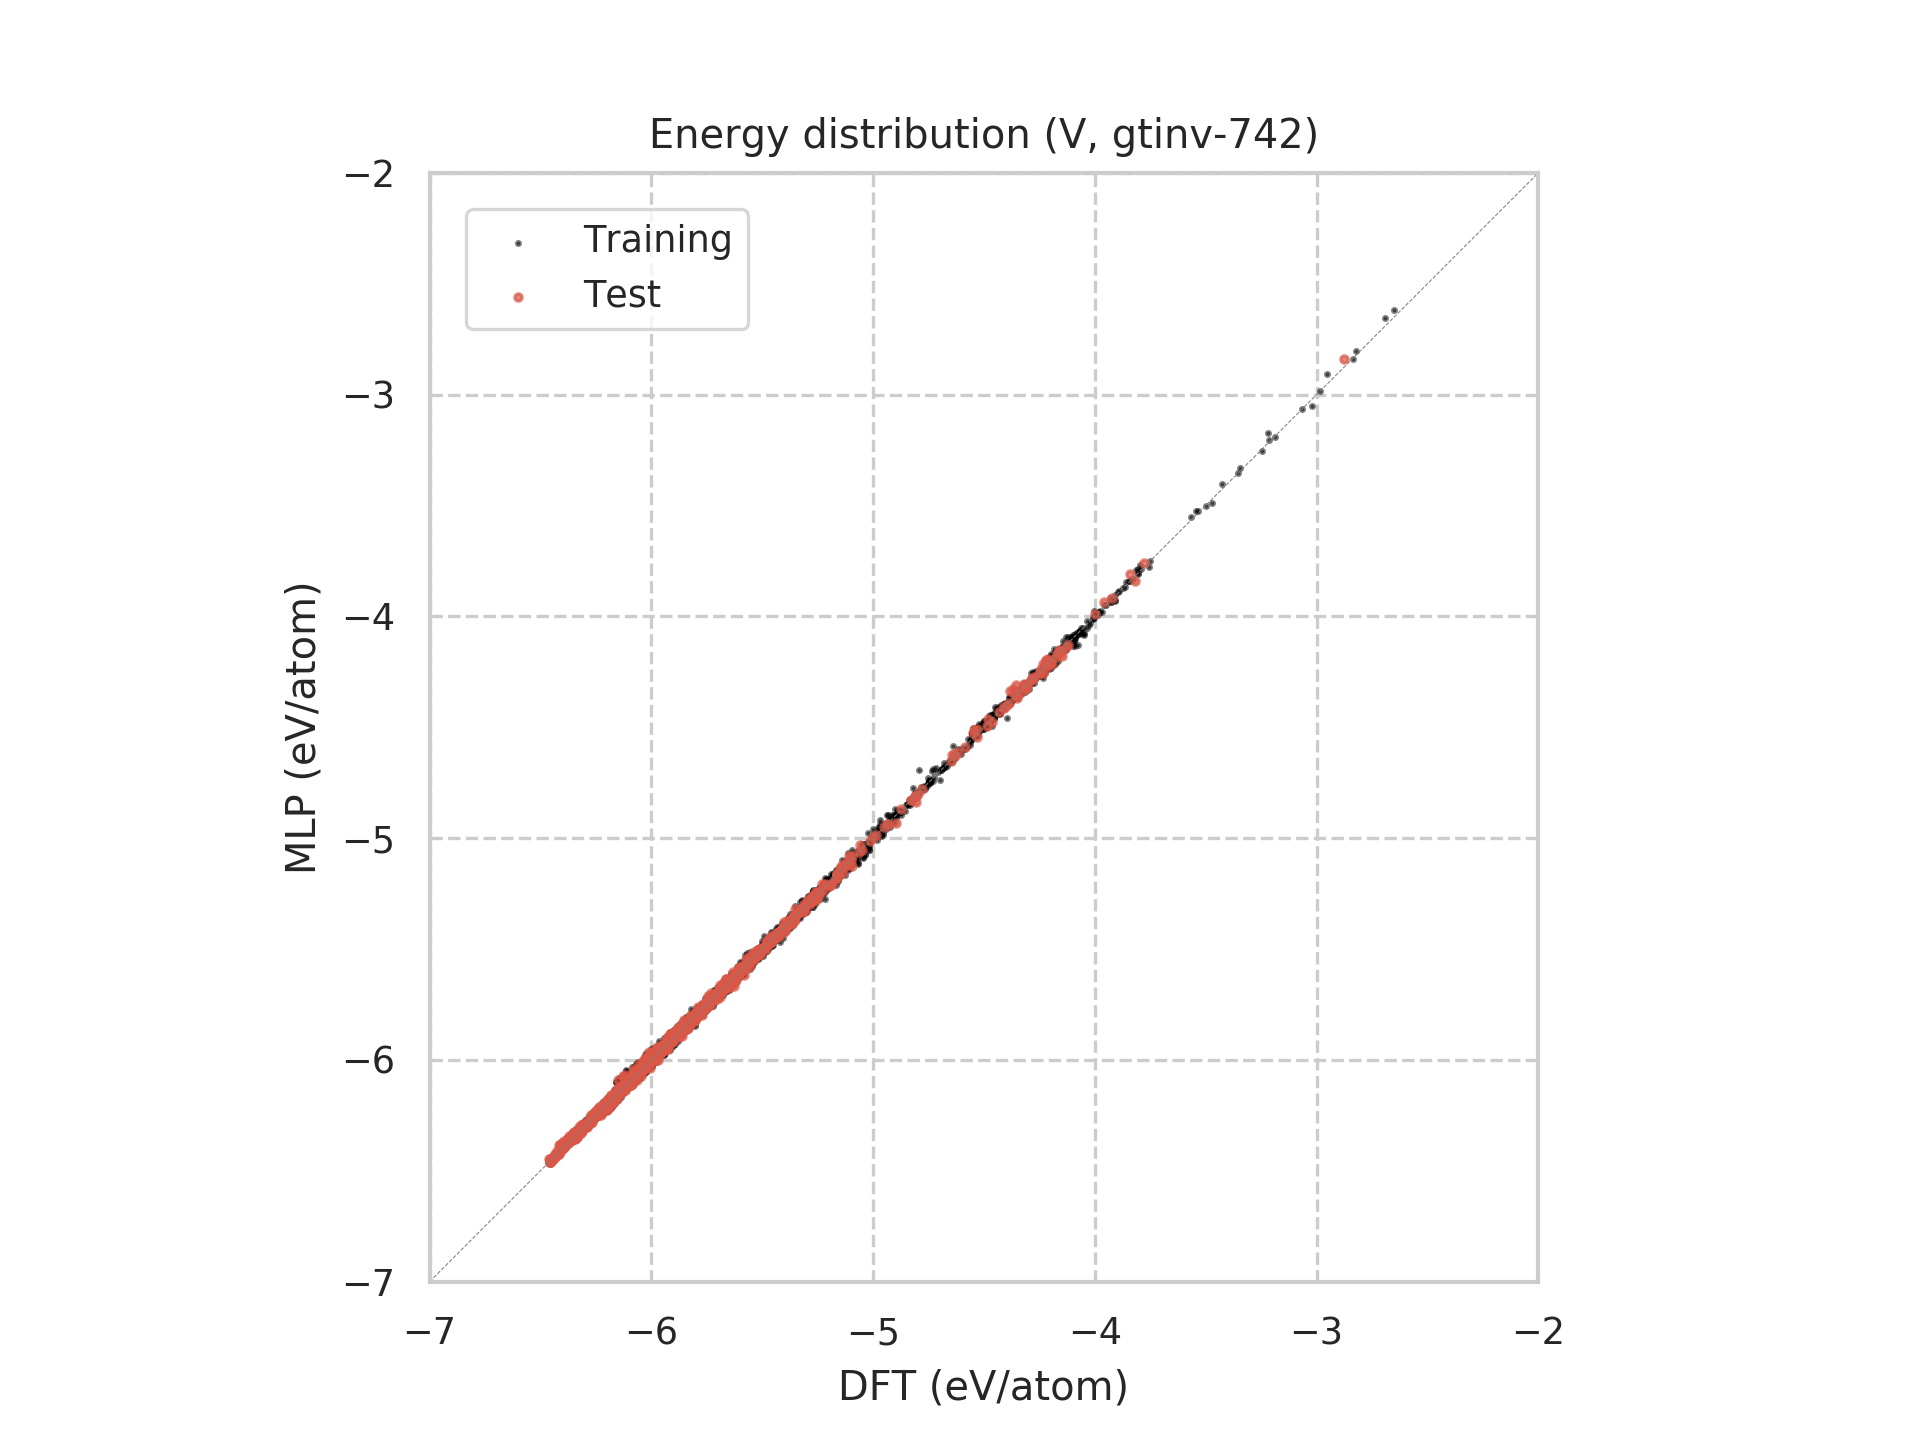 Energy distribution (V, gtinv-742)
Training
Test
MLP (eV/atom)
−2
−3
−4
−5
−6
−7
−7 −6 −5 −4 −3 −2
DFT (eV/atom)